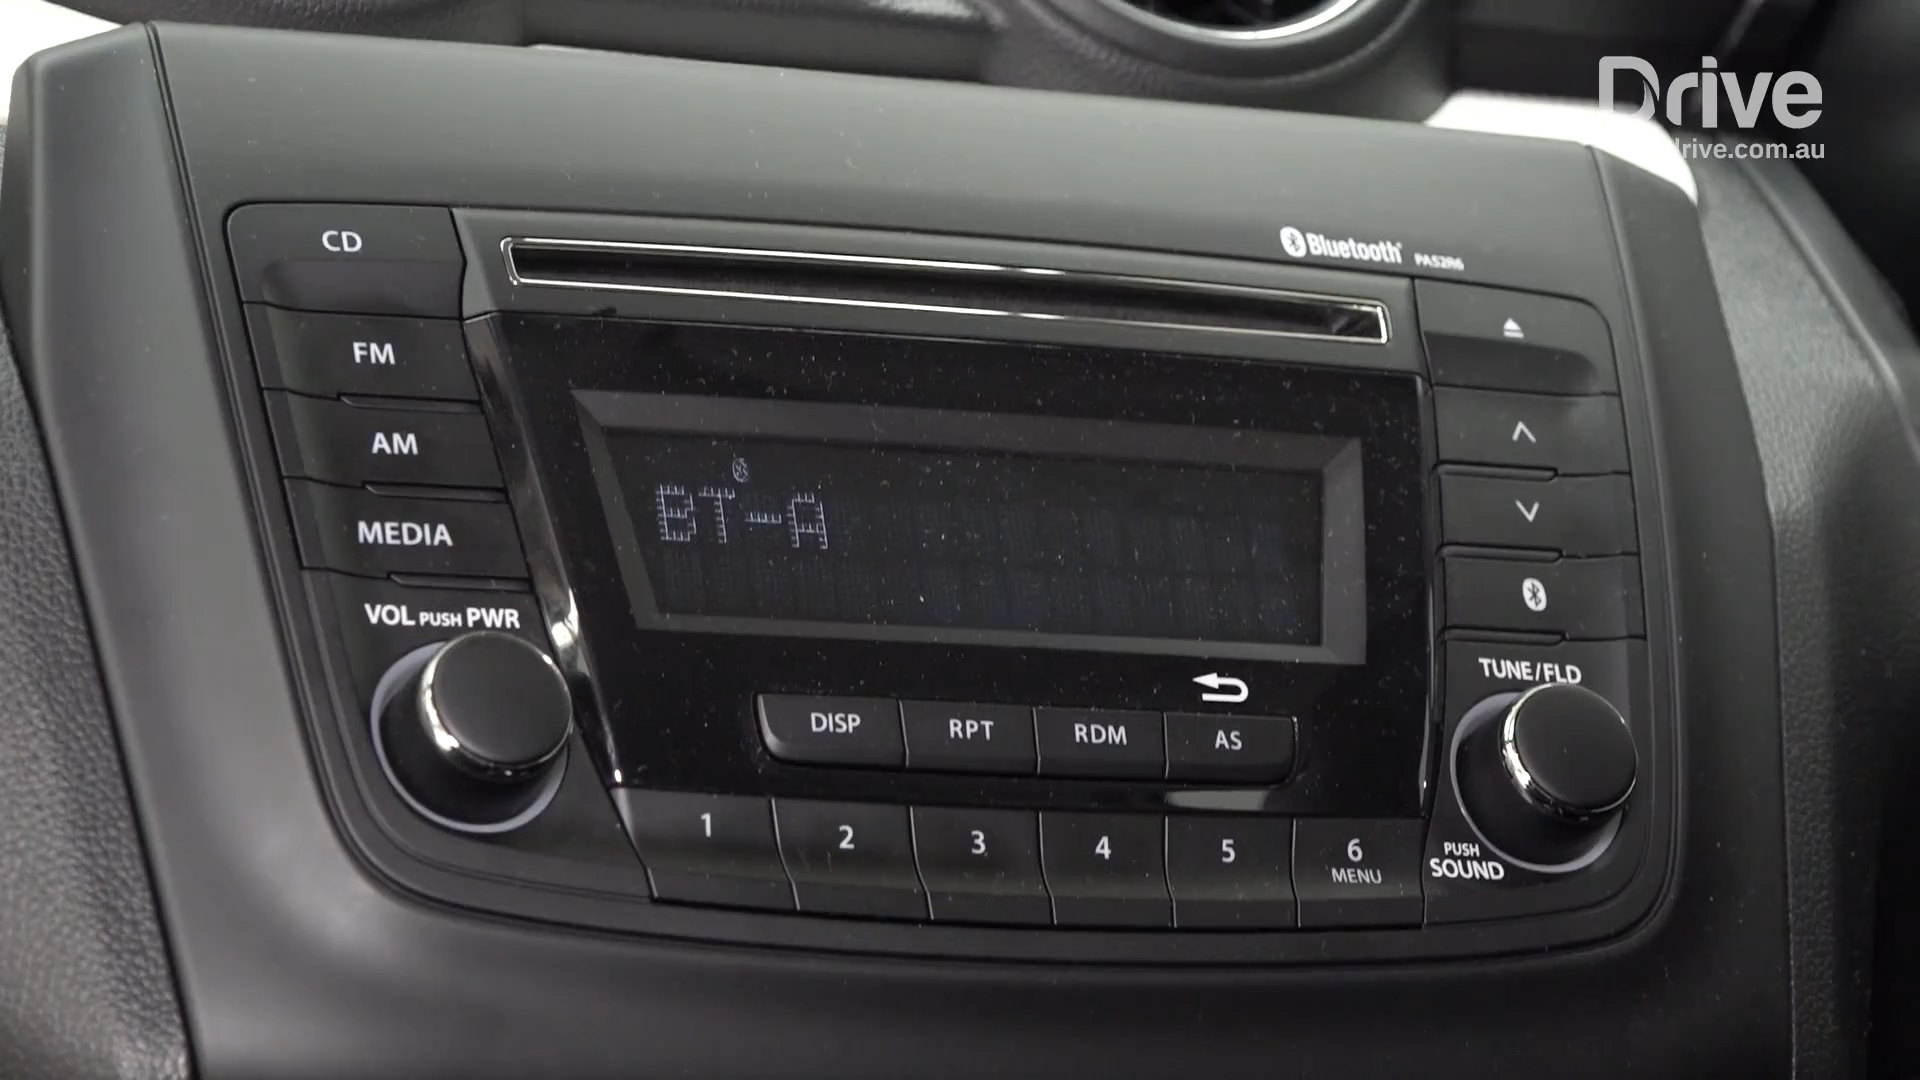 Drive
drive.com.au
CD
Bluetooth PA52R6
FM
AM
MEDIA
BT-A
VOL PUSH PWR
TUNE/FLD
DISP RPT RDM AS
1 2 3 4 5 6
MENU
PUSH
SOUND